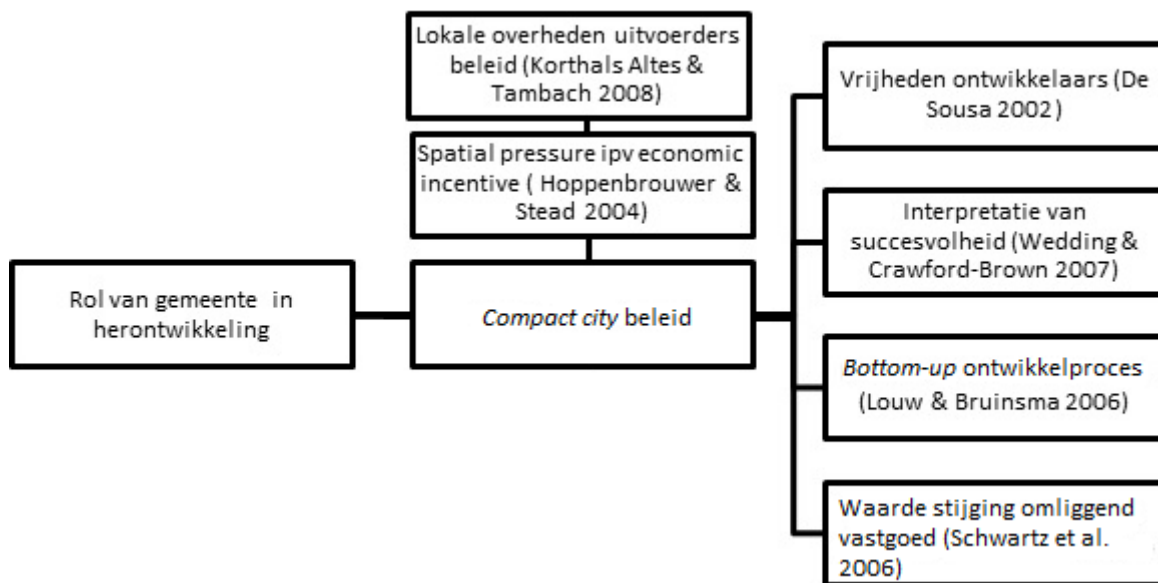 Lokale overheden uitvoerders
beleid (Korthals Altes &
Tambach 2008)
Spatial pressure ipv economic
incentive ( Hoppenbrouwer &
Stead 2004)
Rol van gemeente in
herontwikkeling
Compact city beleid
Vrijheden ontwikkelaars (De
Sousa 2002)
Interpretatie van
succesvolheid (Wedding &
Crawford-Brown 2007)
Bottom-up ontwikkelproces
(Louw & Bruinsma 2006)
Waarde stijging omliggend
vastgoed (Schwartz et al.
2006)